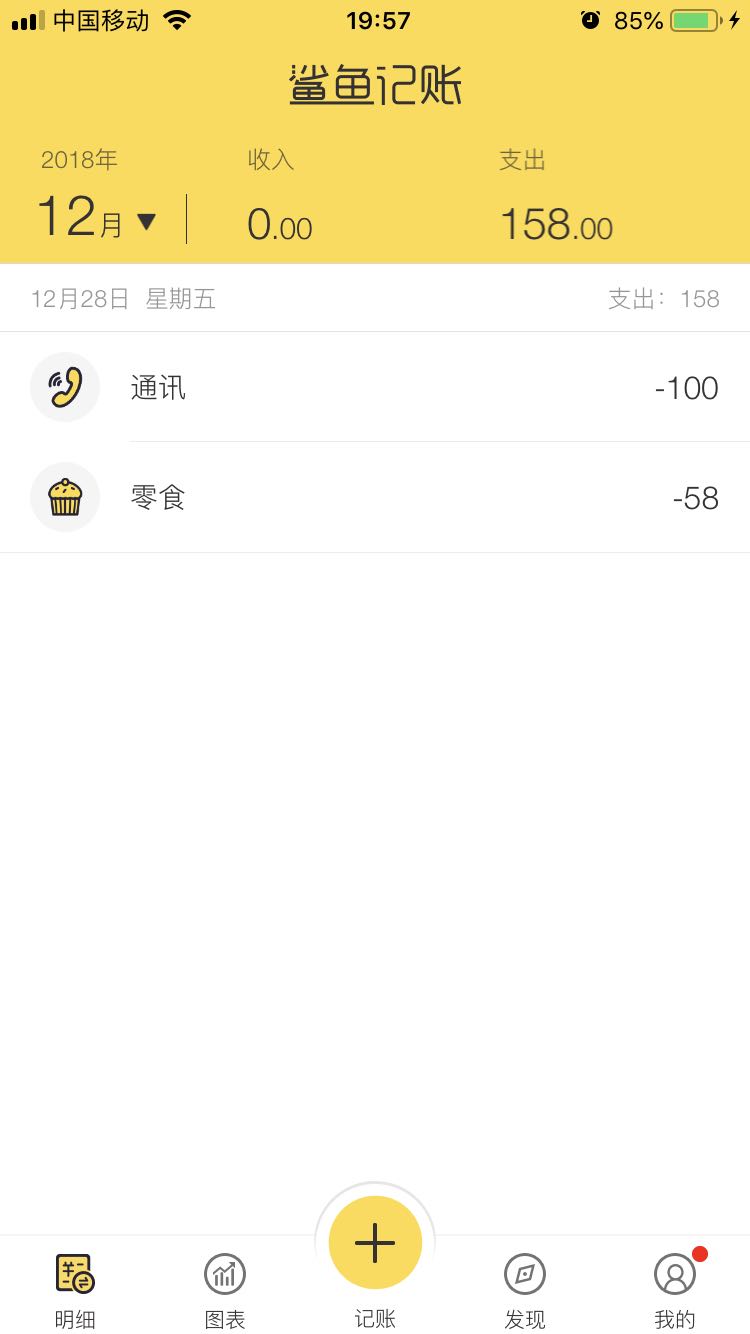 中国移动 19:57 85%
鲨鱼记账
2018年 收入 支出
12月 0.00 158.00
12月28日 星期五 支出：158
通讯 -100
零食 -58
明细 图表 记账 发现 我的